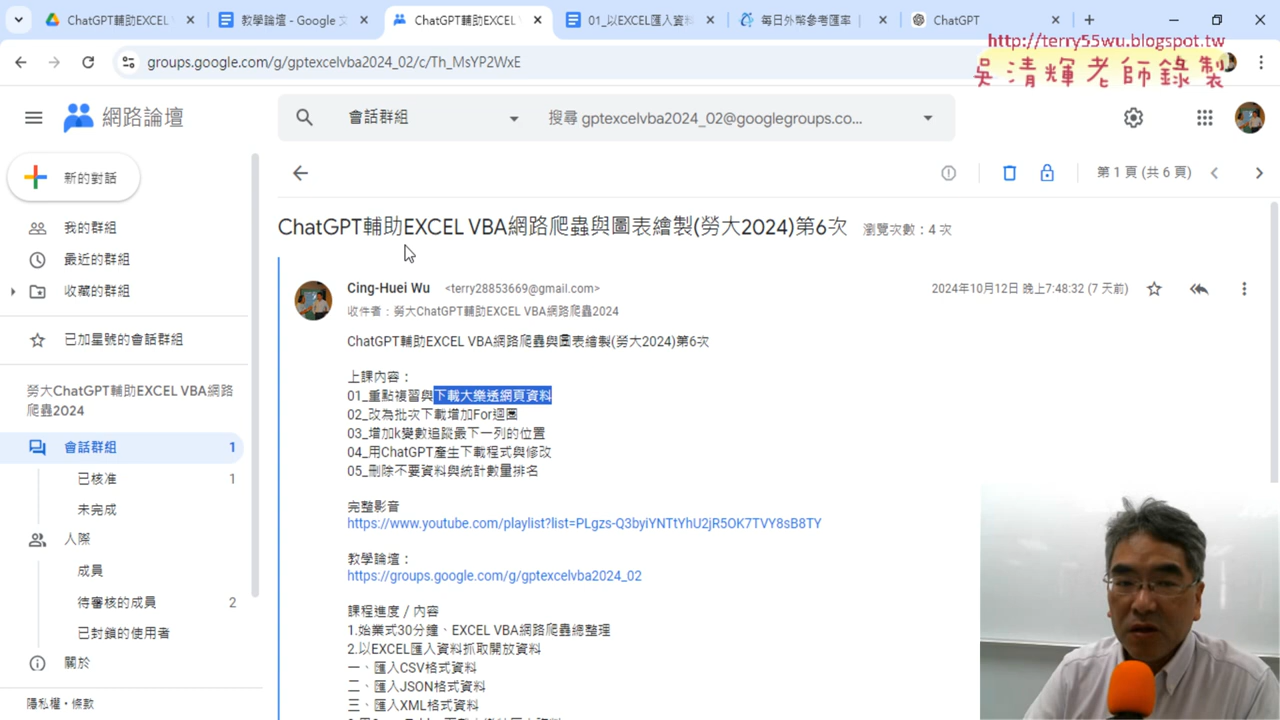 ChatGPT輔助EXCEL
教學論壇 - Google 文
ChatGPT輔助EXCEL
01_以EXCEL匯入資料
每日外幣參考匯率
ChatGPT
http://terry55wu.blogspot.tw
吳清輝老師錄製
groups.google.com/g/gptexcelvba2024_02/c/Th_MsYP2WxE
網路論壇
會話群組
搜尋 gptexcelvba2024_02@googlegroups.co...
新的對話
第 1 頁 (共 6 頁)
我的群組
最近的群組
收藏的群組
已加星號的會話群組
勞大ChatGPT輔助EXCEL VBA網路
爬蟲2024
會話群組 1
已核准 1
未完成
人際
成員
待審核的成員 2
已封鎖的使用者
關於
隱私權 • 條款
ChatGPT輔助EXCEL VBA網路爬蟲與圖表繪製(勞大2024)第6次 瀏覽次數：4 次
Cing-Huei Wu <terry28853669@gmail.com> 2024年10月12日 晚上7:48:32 (7 天前)
收件者：勞大ChatGPT輔助EXCEL VBA網路爬蟲2024
ChatGPT輔助EXCEL VBA網路爬蟲與圖表繪製(勞大2024)第6次
上課內容：
01_重點複習與下載大樂透網頁資料
02_改為批次下載增加For迴圈
03_增加k變數追蹤最下一列的位置
04_用ChatGPT產生下載程式與修改
05_刪除不要資料與統計數量排名
完整影音
https://www.youtube.com/playlist?list=PLgzs-Q3byiYNTtYhU2jR5OK7TVY8sB8TY
教學論壇：
https://groups.google.com/g/gptexcelvba2024_02
課程進度 / 內容
1.始業式30分鐘、EXCEL VBA網路爬蟲總整理
2.以EXCEL匯入資料抓取開放資料
一、匯入CSV格式資料
二、匯入JSON格式資料
三、匯入XML格式資料